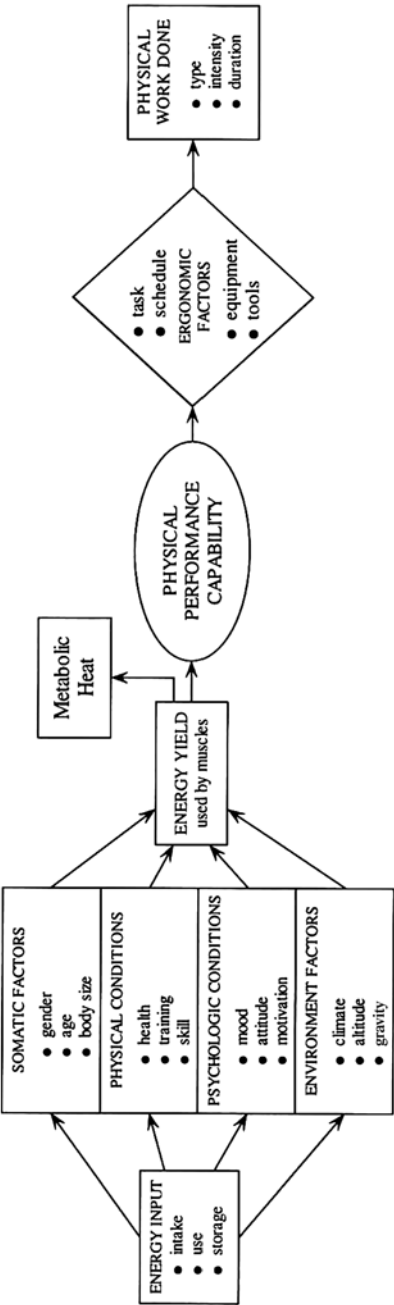 ENERGY INPUT
● intake
● use
● storage
SOMATIC FACTORS
● gender
● age
● body size
PHYSICAL CONDITIONS
● health
● training
● skill
PSYCHOLOGIC CONDITIONS
● mood
● attitude
● motivation
ENVIRONMENT FACTORS
● climate
● altitude
● gravity
ENERGY YIELD
used by muscles
Metabolic
Heat
PHYSICAL
PERFORMANCE
CAPABILITY
● task
● schedule
ERGONOMIC
FACTORS
● equipment
● tools
PHYSICAL
WORK DONE
● type
● intensity
● duration